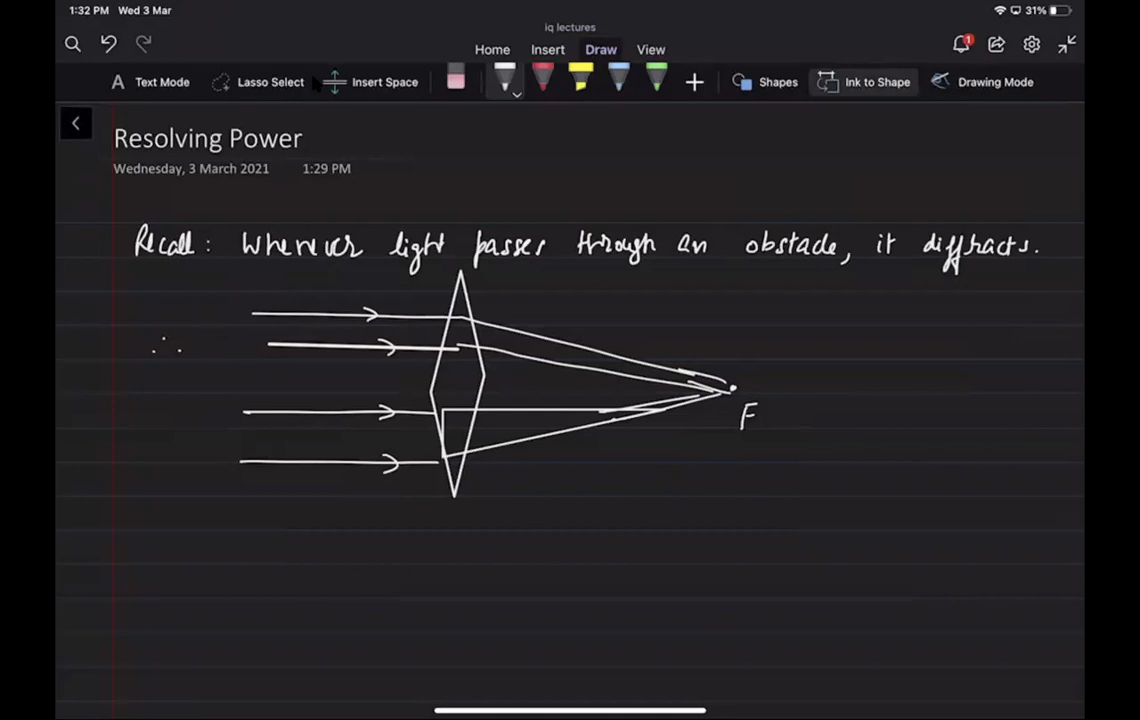 1:32 PM Wed 3 Mar
31%
iq lectures
Home Insert Draw View
1
Text Mode Lasso Select Insert Space Shapes Ink to Shape Drawing Mode
Resolving Power
Wednesday, 3 March 2021 1:29 PM
Recall: Whenever light passes through an obstacle, it diffracts.
∴
F